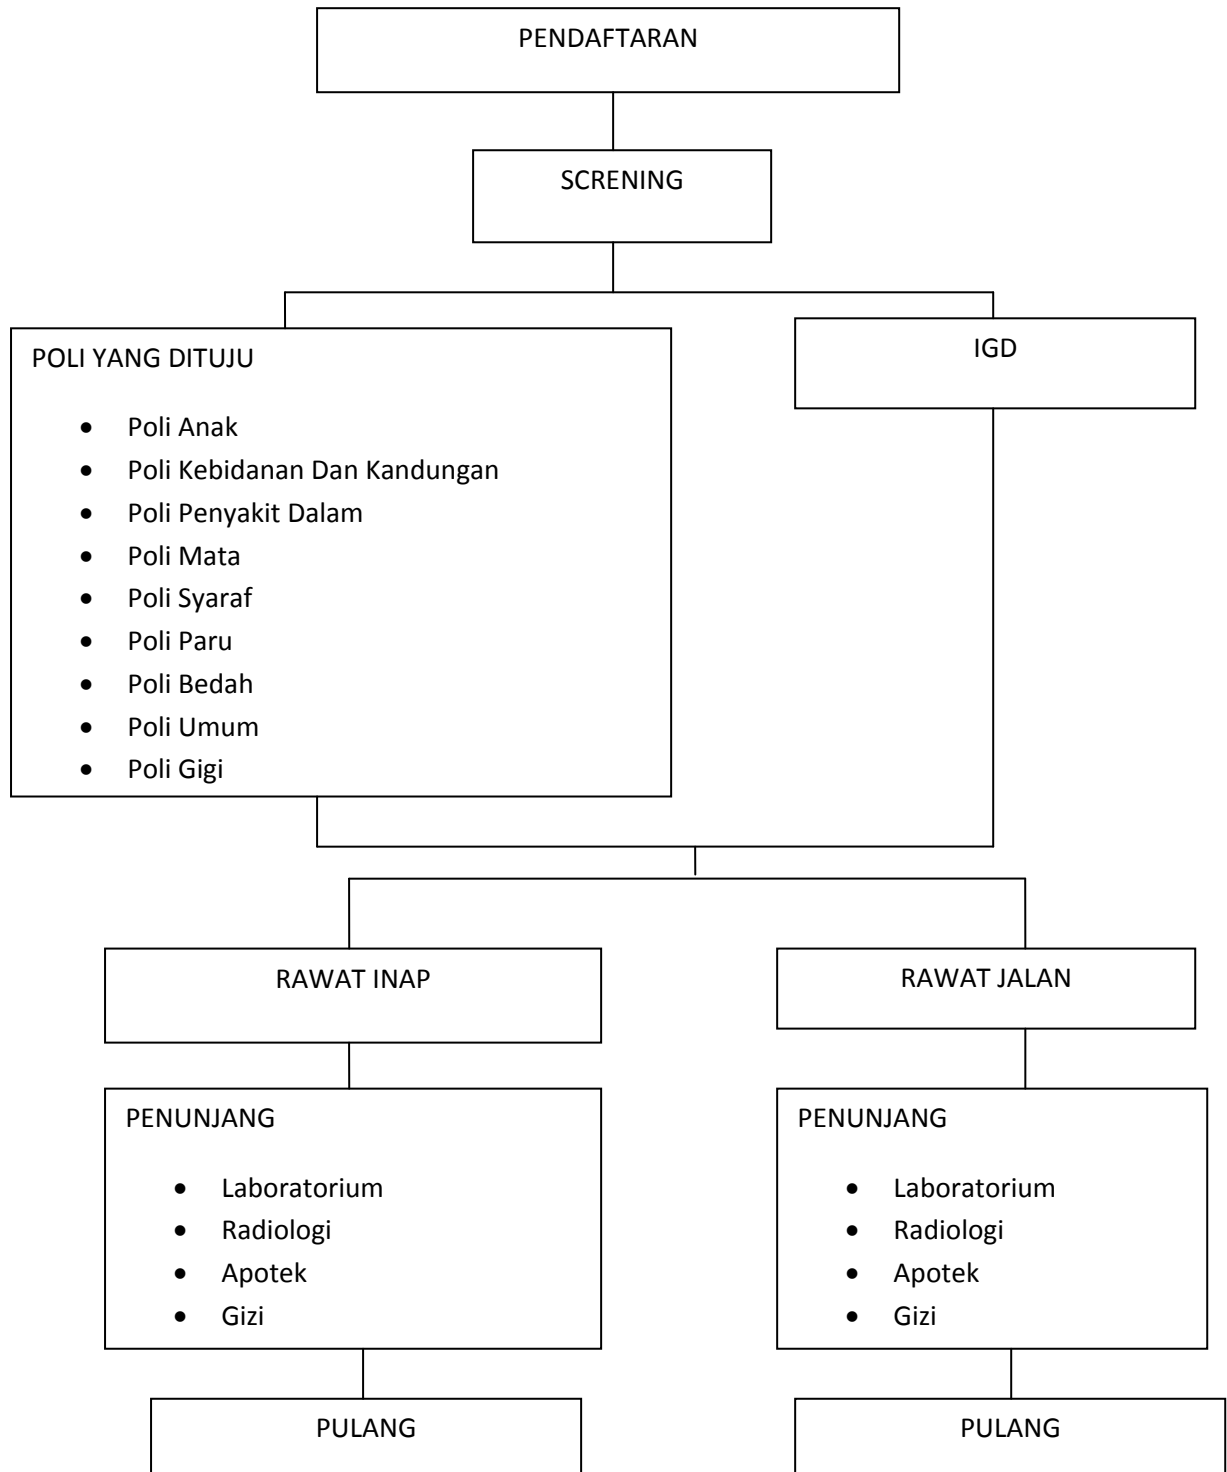 PENDAFTARAN
SCRENING
POLI YANG DITUJU
• Poli Anak
• Poli Kebidanan Dan Kandungan
• Poli Penyakit Dalam
• Poli Mata
• Poli Syaraf
• Poli Paru
• Poli Bedah
• Poli Umum
• Poli Gigi
IGD
RAWAT INAP
RAWAT JALAN
PENUNJANG
• Laboratorium
• Radiologi
• Apotek
• Gizi
PENUNJANG
• Laboratorium
• Radiologi
• Apotek
• Gizi
PULANG
PULANG